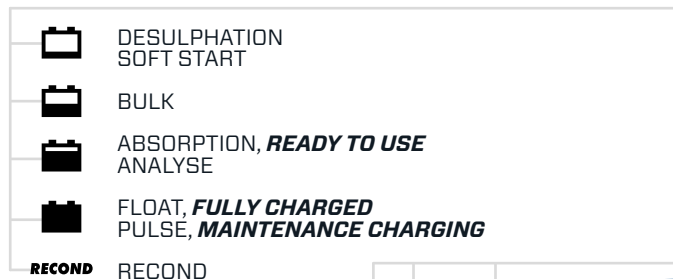 DESULPHATION
SOFT START
BULK
ABSORPTION, READY TO USE
ANALYSE
FLOAT, FULLY CHARGED
PULSE, MAINTENANCE CHARGING
RECOND RECOND